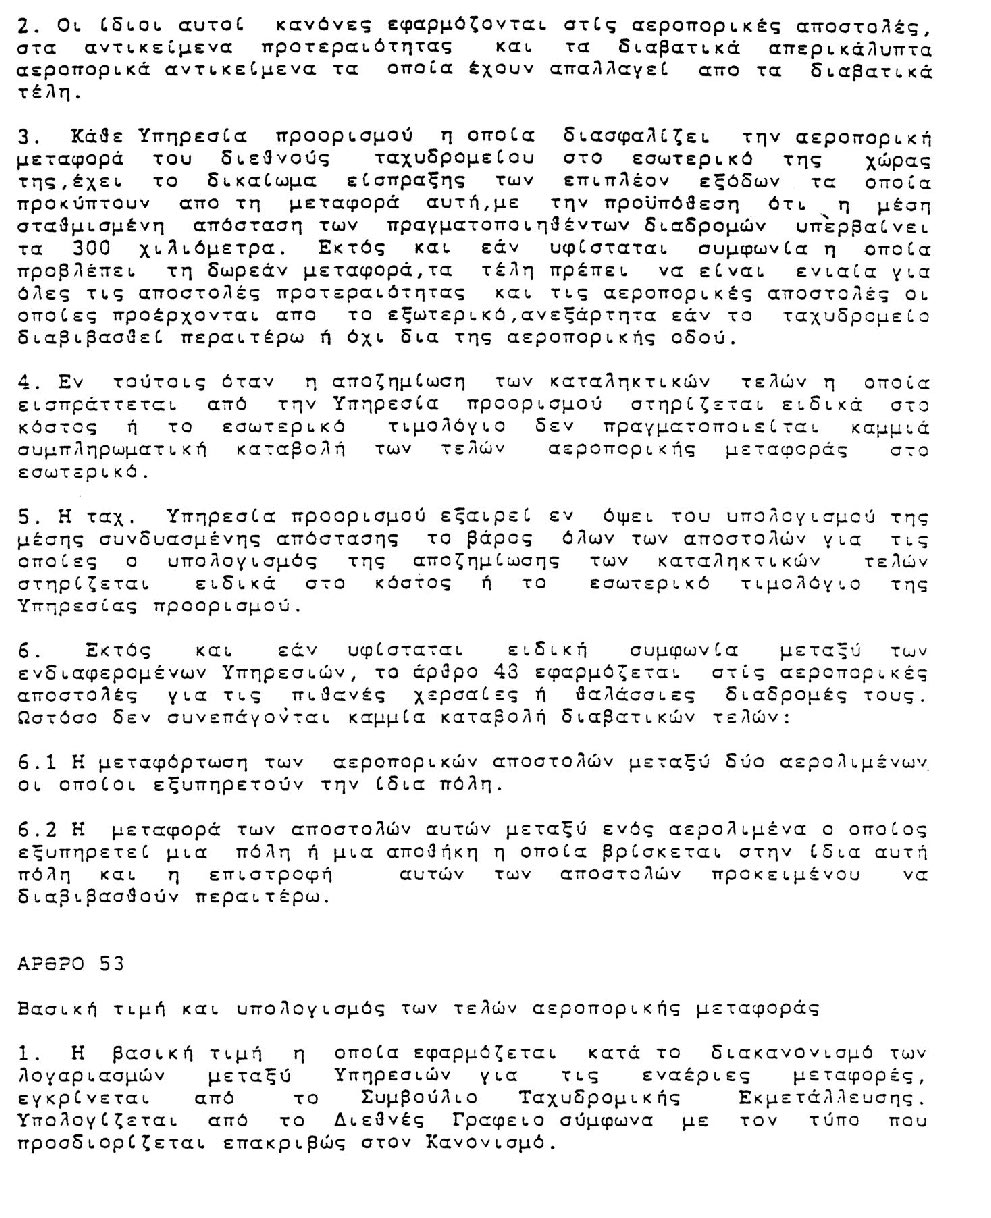 2. Οι ίδιοι αυτοί κανόνες εφαρμόζονται στίς αεροπορικές αποστολές,
στα αντικείμενα προτεραιότητας και τα διαβατικά απερικάλυπτα
αεροπορικά αντικείμενα τα οποία έχουν απαλλαγεί απο τα διαβατικά
τέλη.
3. Κάθε Υπηρεσία προορισμού η οποία διασφαλίζει την αεροπορική
μεταφορά του διεθνούς ταχυδρομείου στο εσωτερικό της χώρας
της,έχει το δικαίωμα είσπραξης των επιπλέον εξόδων τα οποία
προκύπτουν απο τη μεταφορά αυτή,με την προϋπόθεση ότι η μέση
σταθμισμένη απόσταση των πραγματοποιηθέντων διαδρομών υπερβαίνει
τα 300 χιλιόμετρα. Εκτός και εάν υφίσταται συμφωνία η οποία
προβλέπει τη δωρεάν μεταφορά,τα τέλη πρέπει να είναι ενιαία για
όλες τις αποστολές προτεραιότητας και τις αεροπορικές αποστολές οι
οποίες προέρχονται απο το εξωτερικό,ανεξάρτητα εάν το ταχυδρομείο
διαβιβασθεί περαιτέρω ή όχι δια της αεροπορικής οδού.
4. Εν τούτοις όταν η αποζημίωση των καταληκτικών τελών η οποία
εισπράττεται από την Υπηρεσία προορισμού στηρίζεται ειδικά στο
κόστος ή το εσωτερικό τιμολόγιο δεν πραγματοποιείται καμμιά
συμπληρωματική καταβολή των τελών αεροπορικής μεταφοράς στο
εσωτερικό.
5. Η ταχ. Υπηρεσία προορισμού εξαιρεί εν όψει του υπολογισμού της
μέσης συνδυασμένης απόστασης το βάρος όλων των αποστολών για τις
οποίες ο υπολογισμός της αποζημίωσης των καταληκτικών τελών
στηρίζεται ειδικά στο κόστος ή το εσωτερικό τιμολόγιο της
Υπηρεσίας προορισμού.
6. Εκτός και εάν υφίσταται ειδική συμφωνία μεταξύ των
ενδιαφερομένων Υπηρεσιών, το άρθρο 43 εφαρμόζεται στίς αεροπορικές
αποστολές για τις πιθανές χερσαίες ή θαλάσσιες διαδρομές τους.
Ωστόσο δεν συνεπάγονται καμμία καταβολή διαβατικών τελών:
6.1 Η μεταφόρτωση των αεροπορικών αποστολών μεταξύ δύο αερολιμένων
οι οποίοι εξυπηρετούν την ίδια πόλη.
6.2 Η μεταφορά των αποστολών αυτών μεταξύ ενός αερολιμένα ο οποίος
εξυπηρετεί μια πόλη ή μια αποθήκη η οποία βρίσκεται στην ίδια αυτή
πόλη και η επιστροφή αυτών των αποστολών προκειμένου να
διαβιβασθούν περαιτέρω.
ΑΡΘΡΟ 53
Βασική τιμή και υπολογισμός των τελών αεροπορικής μεταφοράς
1. Η βασική τιμή η οποία εφαρμόζεται κατά το διακανονισμό των
λογαριασμών μεταξύ Υπηρεσιών για τις εναέριες μεταφορές,
εγκρίνεται από το Συμβούλιο Ταχυδρομικής Εκμετάλλευσης.
Υπολογίζεται από το Διεθνές Γραφειο σύμφωνα με τον τύπο που
προσδιορίζεται επακριβώς στον Κανονισμό.